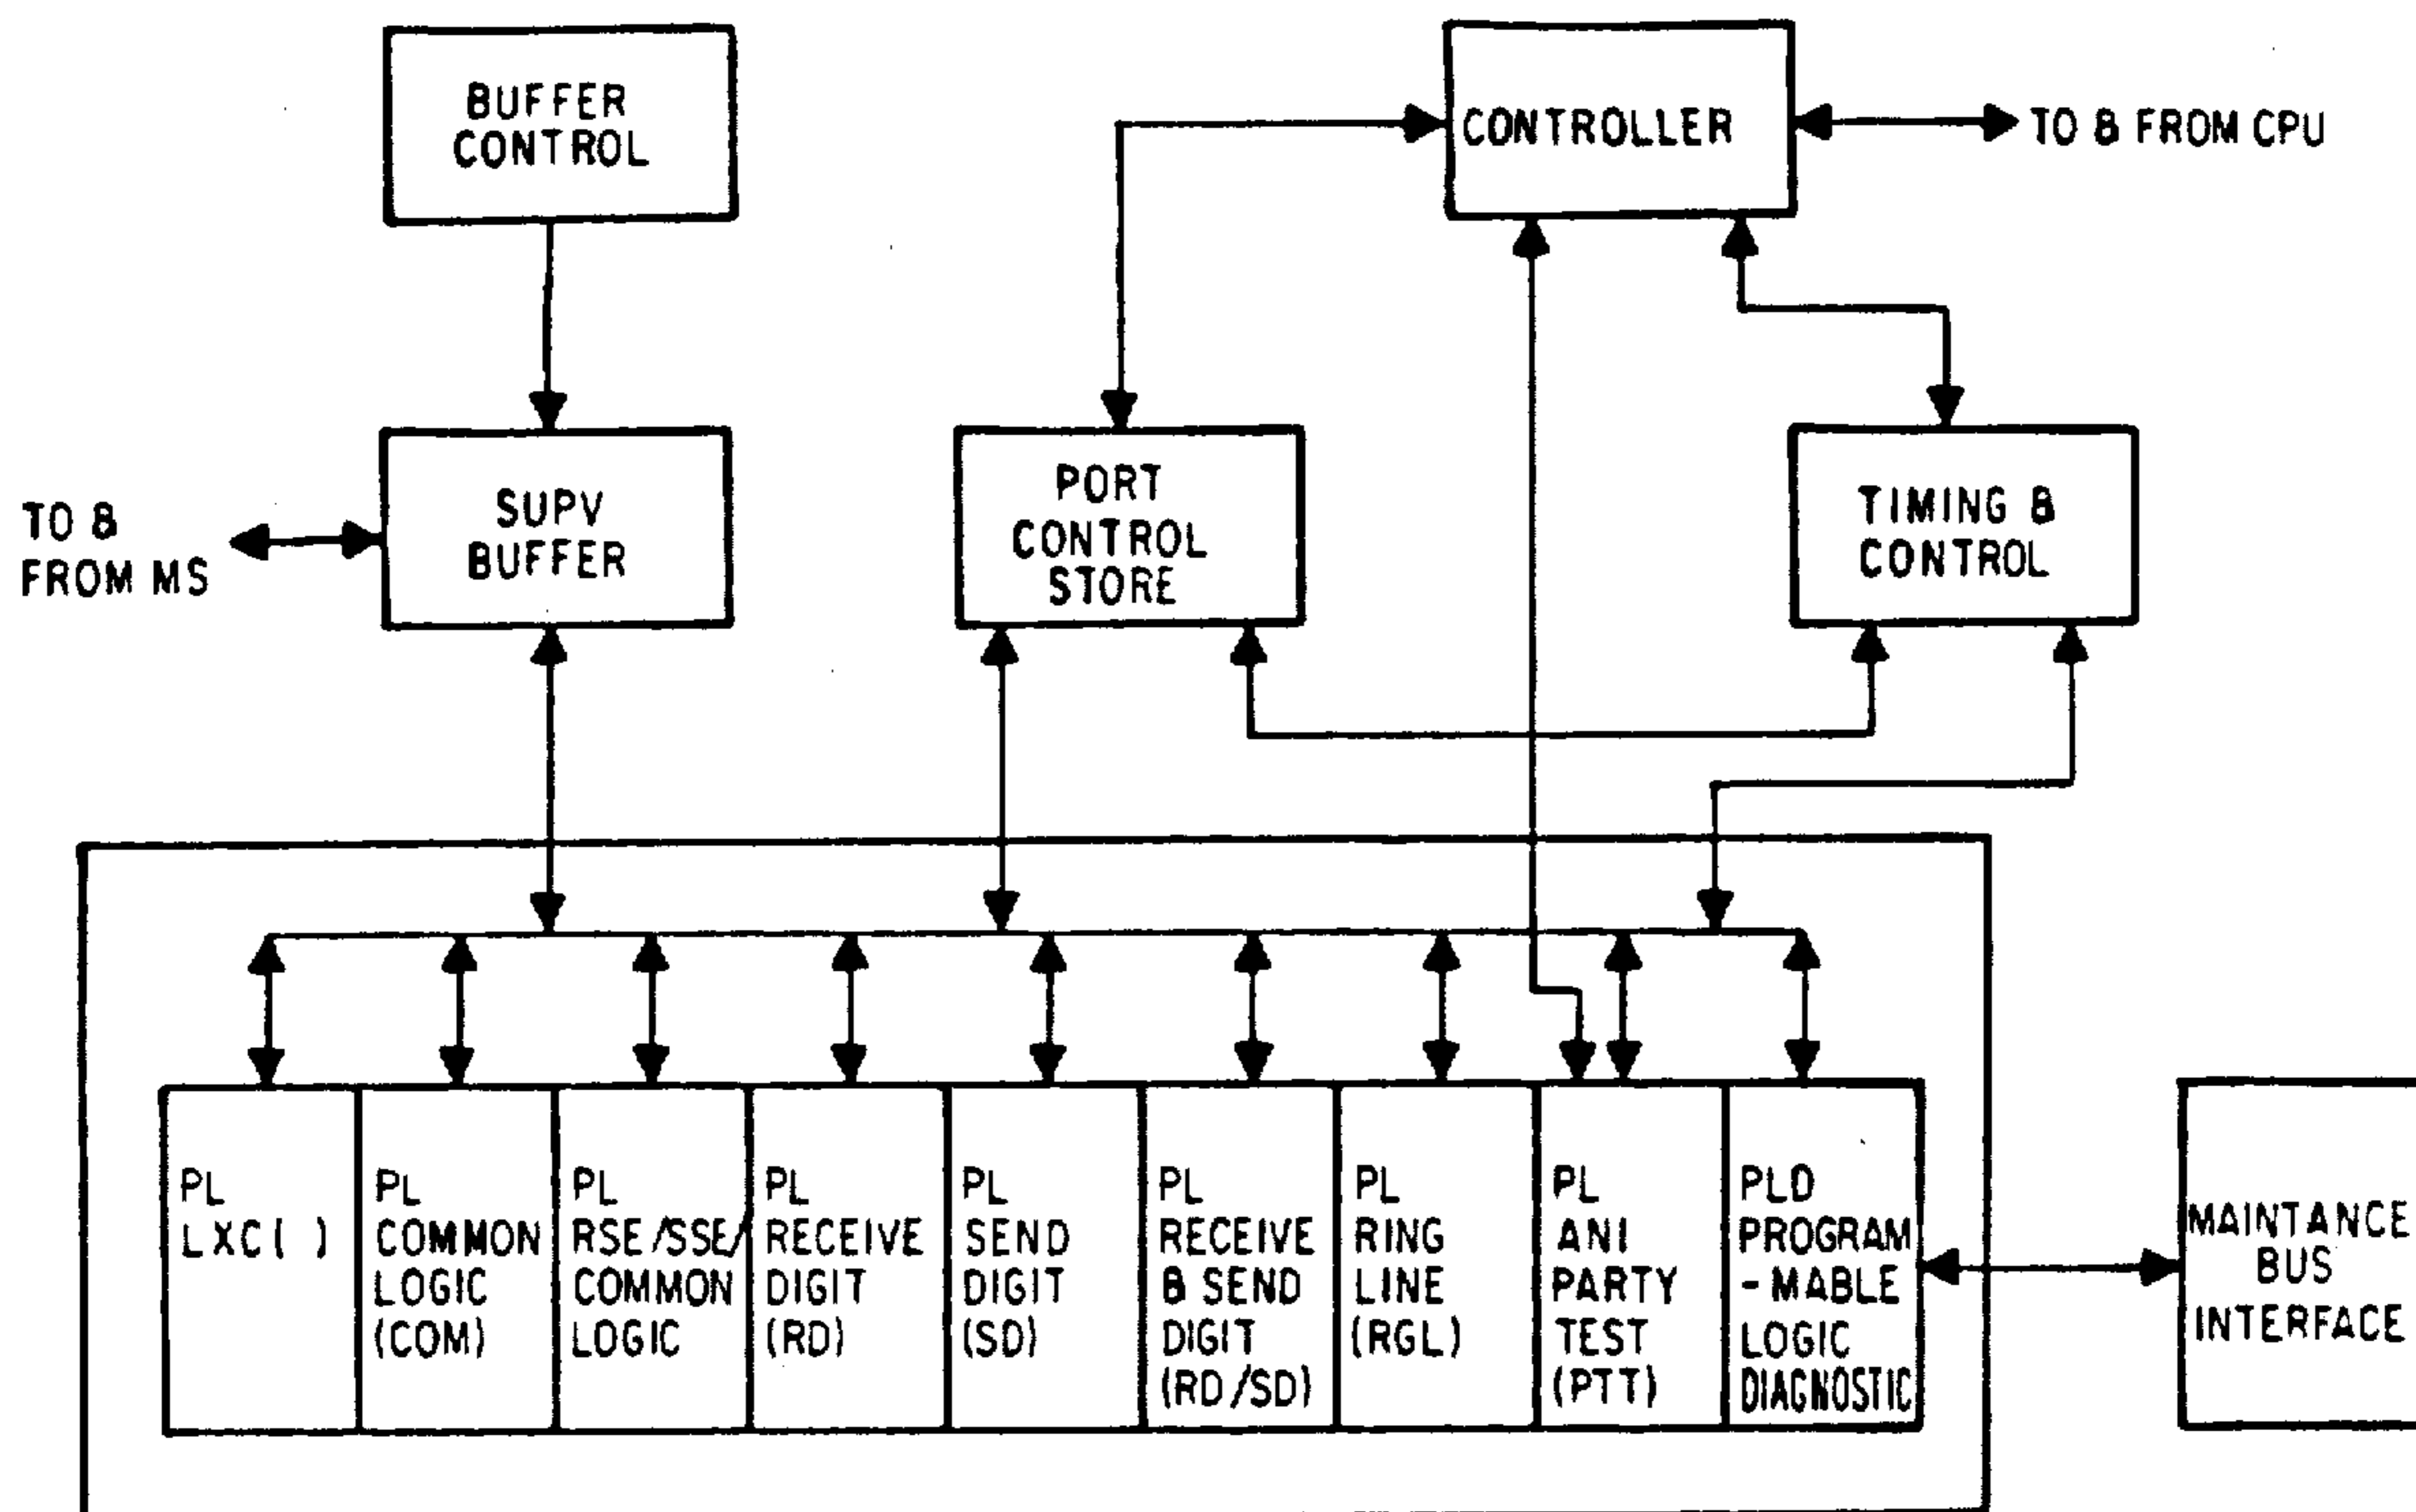 BUFFER
CONTROL
CONTROLLER
TO & FROM CPU
TO &
FROM MS
SUPV
BUFFER
PORT
CONTROL
STORE
TIMING &
CONTROL
PL
LXC( )
PL
COMMON
LOGIC
(COM)
PL
RSE/SSE/
COMMON
LOGIC
PL
RECEIVE
DIGIT
(RD)
PL
SEND
DIGIT
(SD)
PL
RECEIVE
& SEND
DIGIT
(RD/SD)
PL
RING
LINE
(RGL)
PL
ANI
PARTY
TEST
(PTT)
PLD
PROGRAM
-MABLE
LOGIC
DIAGNOSTIC
MAINTANCE
BUS
INTERFACE